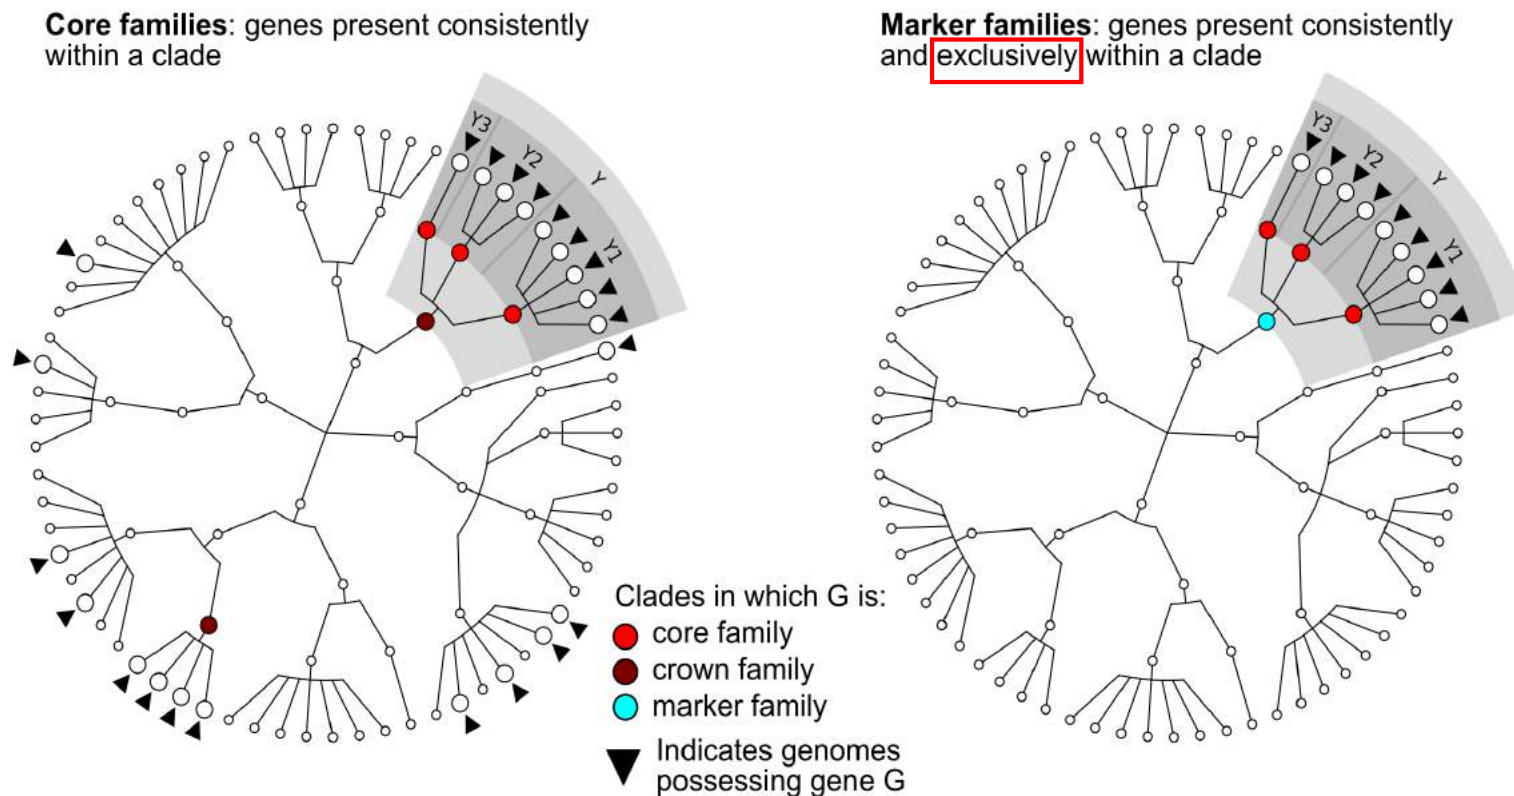 Core families: genes present consistently
within a clade
Marker families: genes present consistently
and exclusively within a clade
Y3
Y2
Y
Y1
Y3
Y2
Y
Y1
Clades in which G is:
core family
crown family
marker family
Indicates genomes
possessing gene G